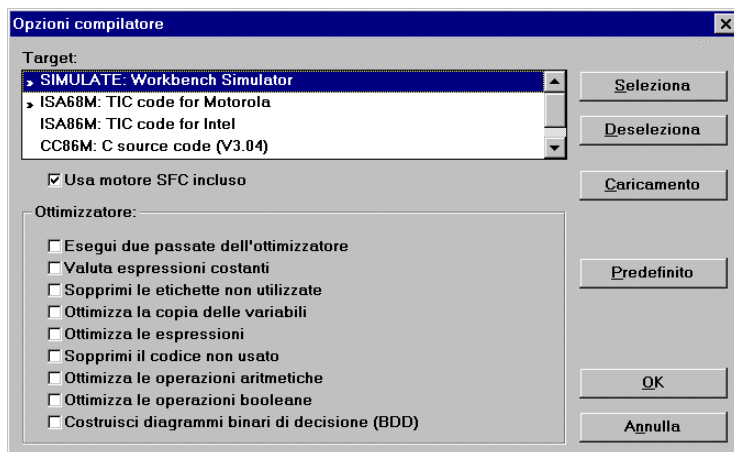 Opzioni compilatore
Target:
» SIMULATE: Workbench Simulator
» ISA68M: TIC code for Motorola
ISA86M: TIC code for Intel
CC86M: C source code (V3.04)
Usa motore SFC incluso
Ottimizzatore:
Esegui due passate dell'ottimizzatore
Valuta espressioni costanti
Sopprimi le etichette non utilizzate
Ottimizza la copia delle variabili
Ottimizza le espressioni
Sopprimi il codice non usato
Ottimizza le operazioni aritmetiche
Ottimizza le operazioni booleane
Costruisci diagrammi binari di decisione (BDD)
Seleziona
Deseleziona
Caricamento
Predefinito
OK
Annulla